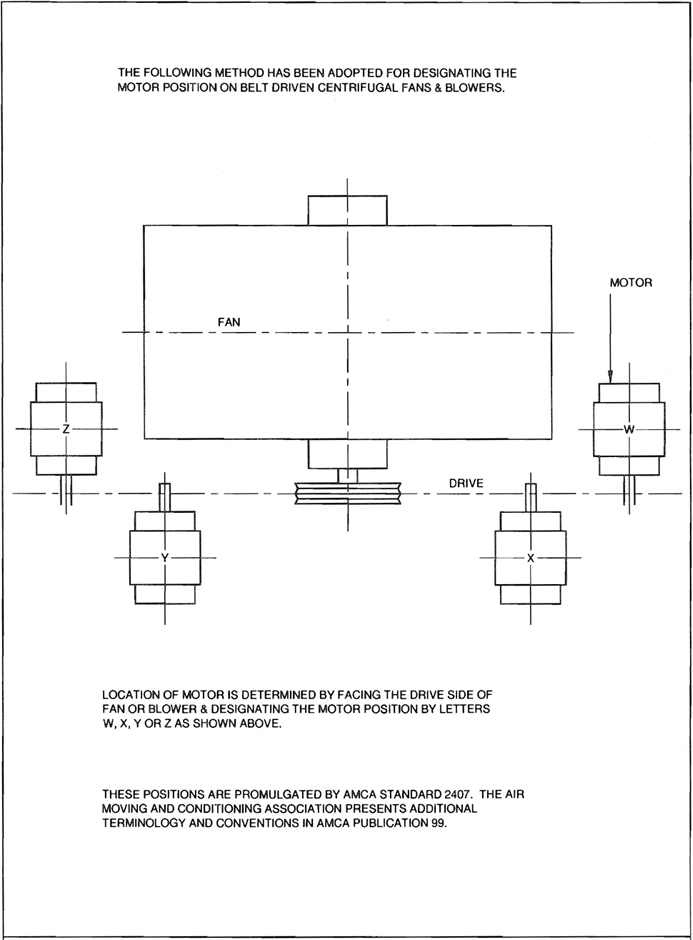 THE FOLLOWING METHOD HAS BEEN ADOPTED FOR DESIGNATING THE
MOTOR POSITION ON BELT DRIVEN CENTRIFUGAL FANS & BLOWERS.
MOTOR
FAN
Z
W
DRIVE
Y
X
LOCATION OF MOTOR IS DETERMINED BY FACING THE DRIVE SIDE OF
FAN OR BLOWER & DESIGNATING THE MOTOR POSITION BY LETTERS
W, X, Y OR Z AS SHOWN ABOVE.
THESE POSITIONS ARE PROMULGATED BY AMCA STANDARD 2407. THE AIR
MOVING AND CONDITIONING ASSOCIATION PRESENTS ADDITIONAL
TERMINOLOGY AND CONVENTIONS IN AMCA PUBLICATION 99.